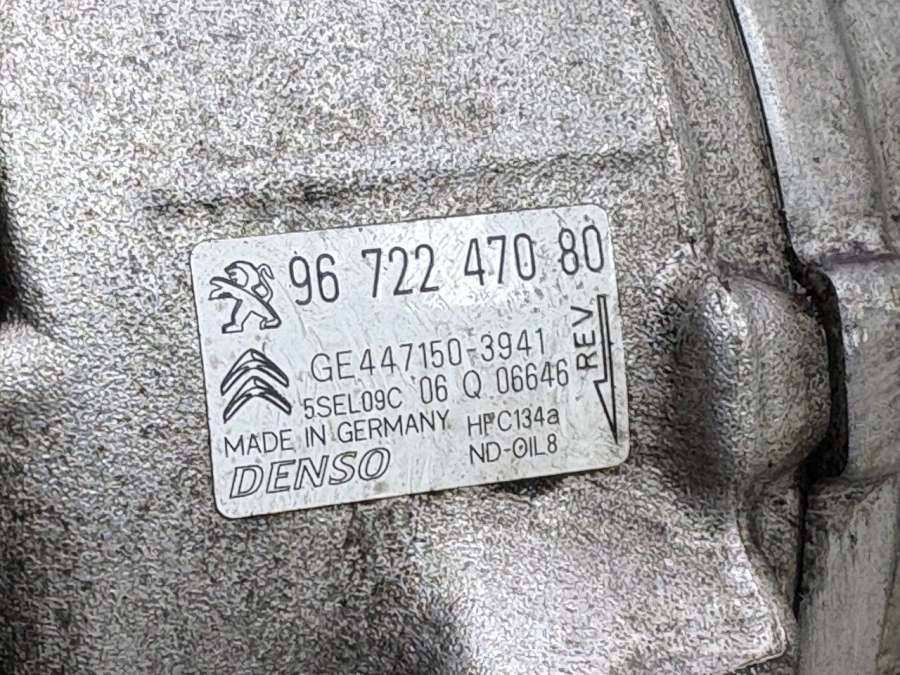 96 722 470 80
GE447150-3941
5SEL09C '06 Q 06646
REV
MADE IN GERMANY HFC134a
DENSO ND-OIL8